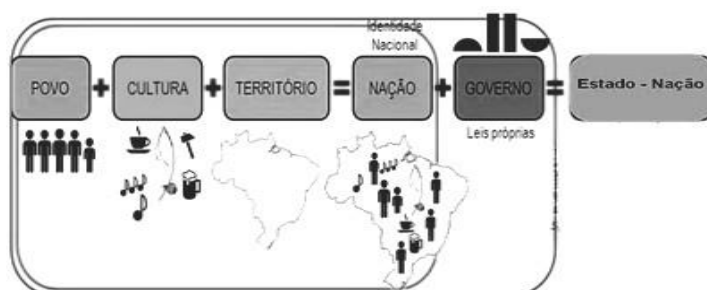 Identidade
Nacional
POVO + CULTURA + TERRITÓRIO = NAÇÃO + GOVERNO = Estado - Nação
Leis próprias